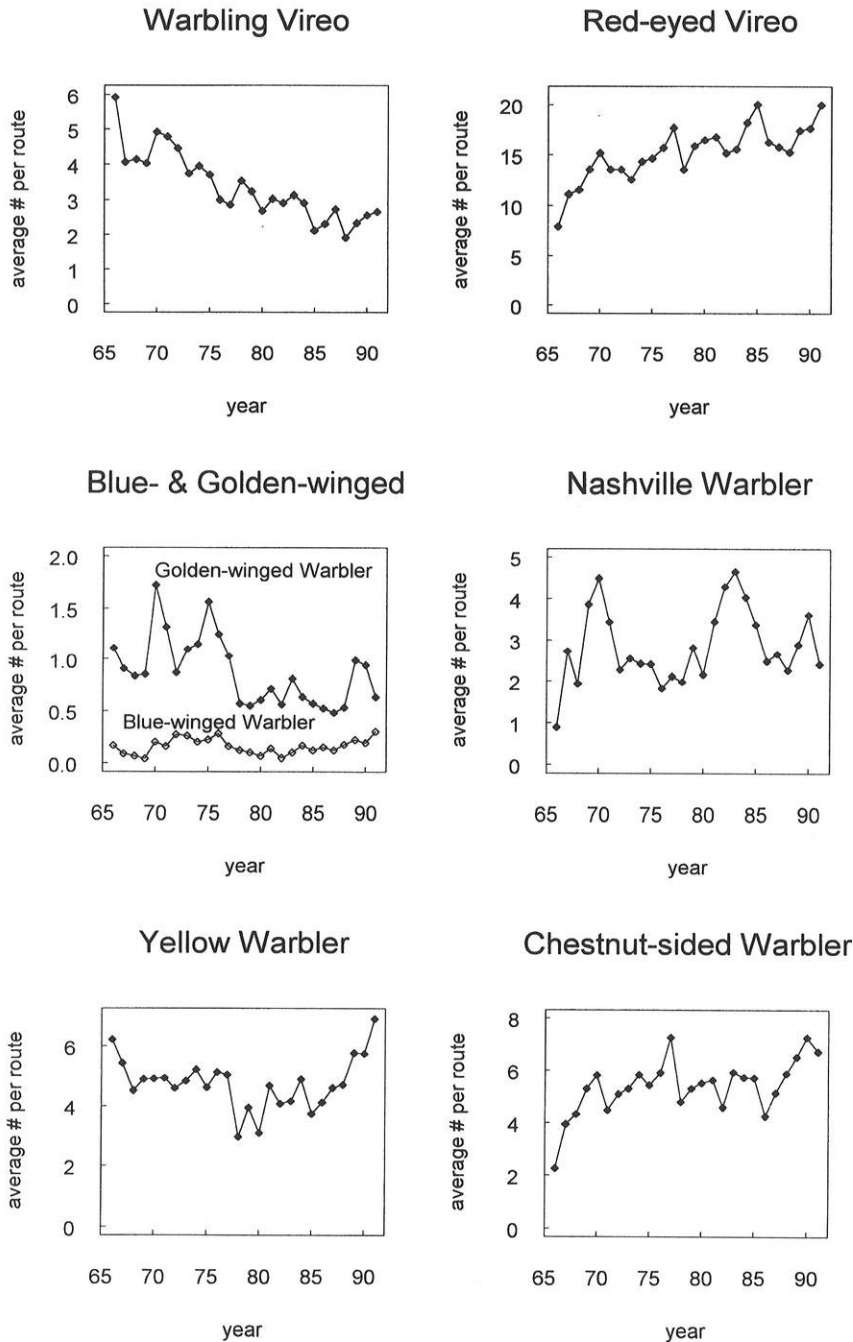 Warbling Vireo
average # per route
6
5
4
3
2
1
0
65 70 75 80 85 90
year
Red-eyed Vireo
average # per route
20
15
10
5
0
65 70 75 80 85 90
year
Blue- & Golden-winged
average # per route
2.0
1.5
1.0
0.5
0.0
Golden-winged Warbler
Blue-winged Warbler
65 70 75 80 85 90
year
Nashville Warbler
average # per route
5
4
3
2
1
0
65 70 75 80 85 90
year
Yellow Warbler
average # per route
6
4
2
0
65 70 75 80 85 90
year
Chestnut-sided Warbler
average # per route
8
6
4
2
0
65 70 75 80 85 90
year